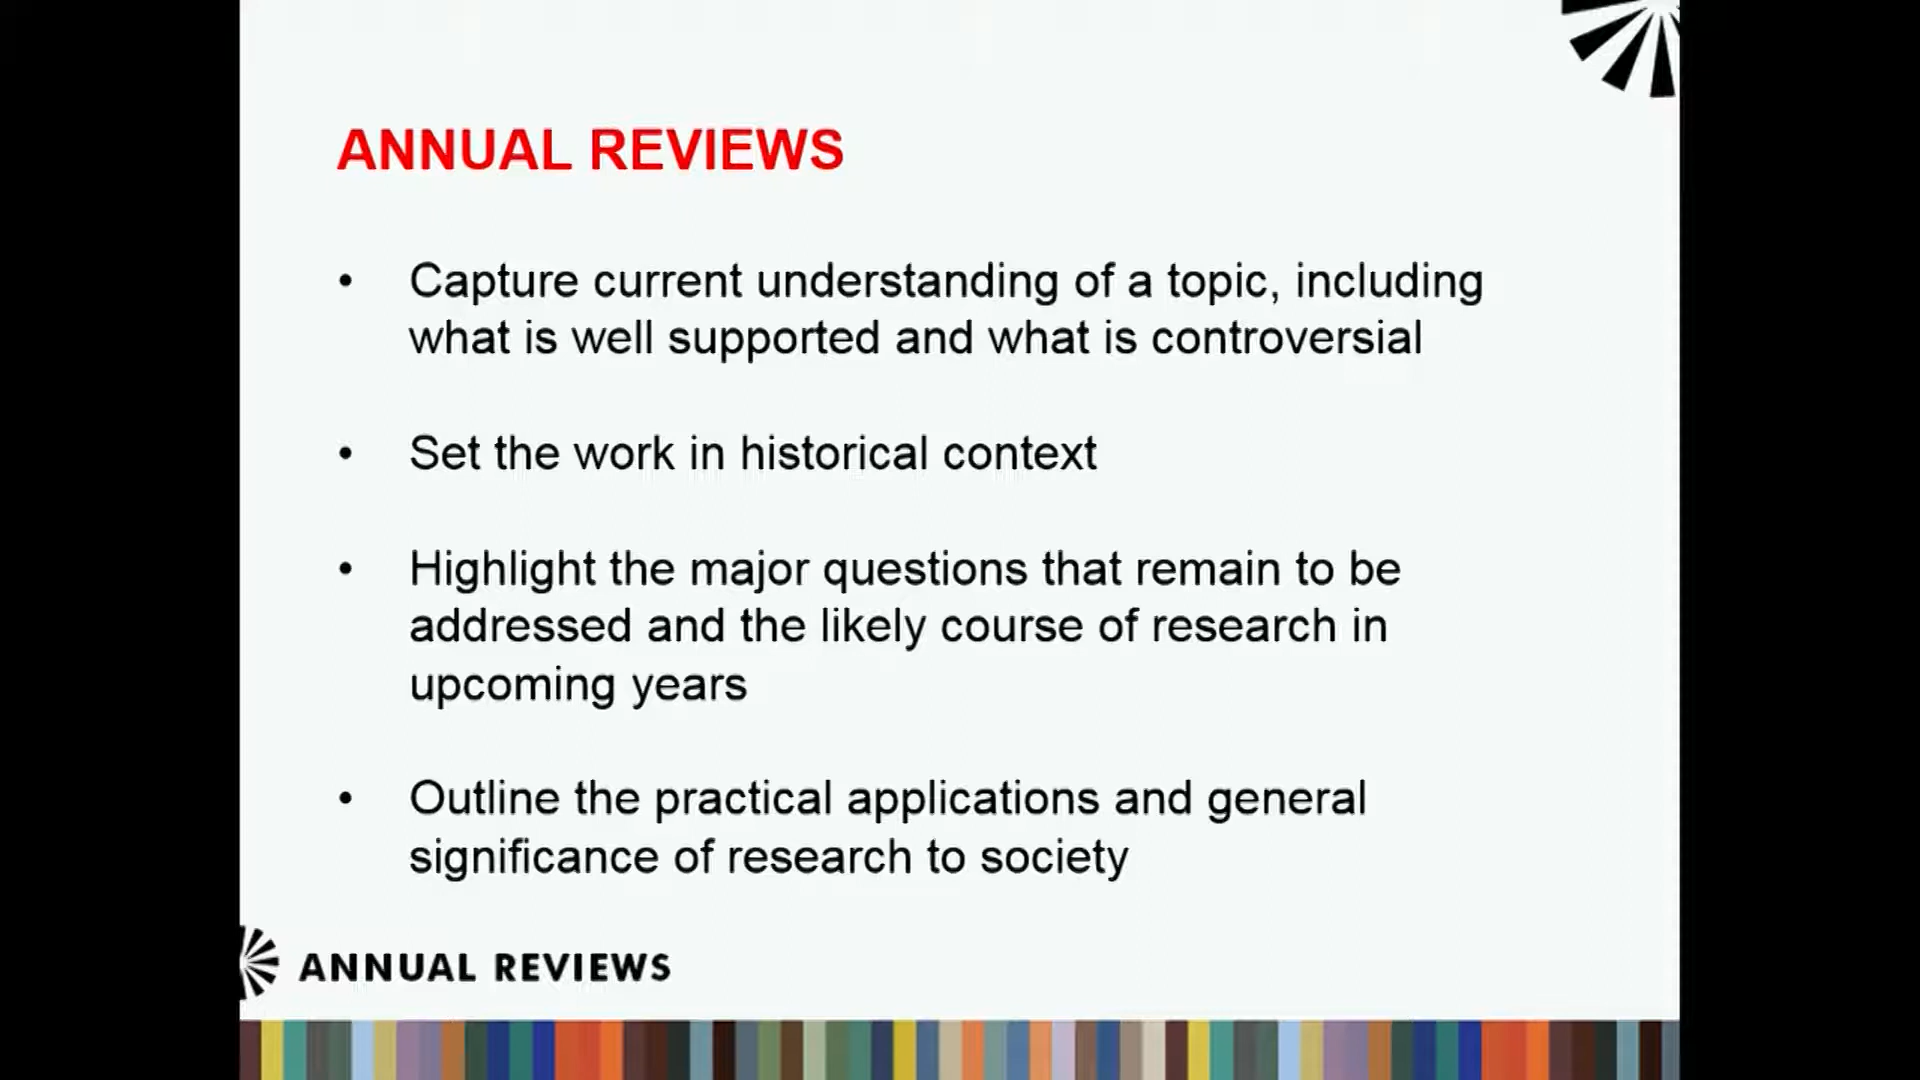 ANNUAL REVIEWS
• Capture current understanding of a topic, including
what is well supported and what is controversial
• Set the work in historical context
• Highlight the major questions that remain to be
addressed and the likely course of research in
upcoming years
• Outline the practical applications and general
significance of research to society
ANNUAL REVIEWS